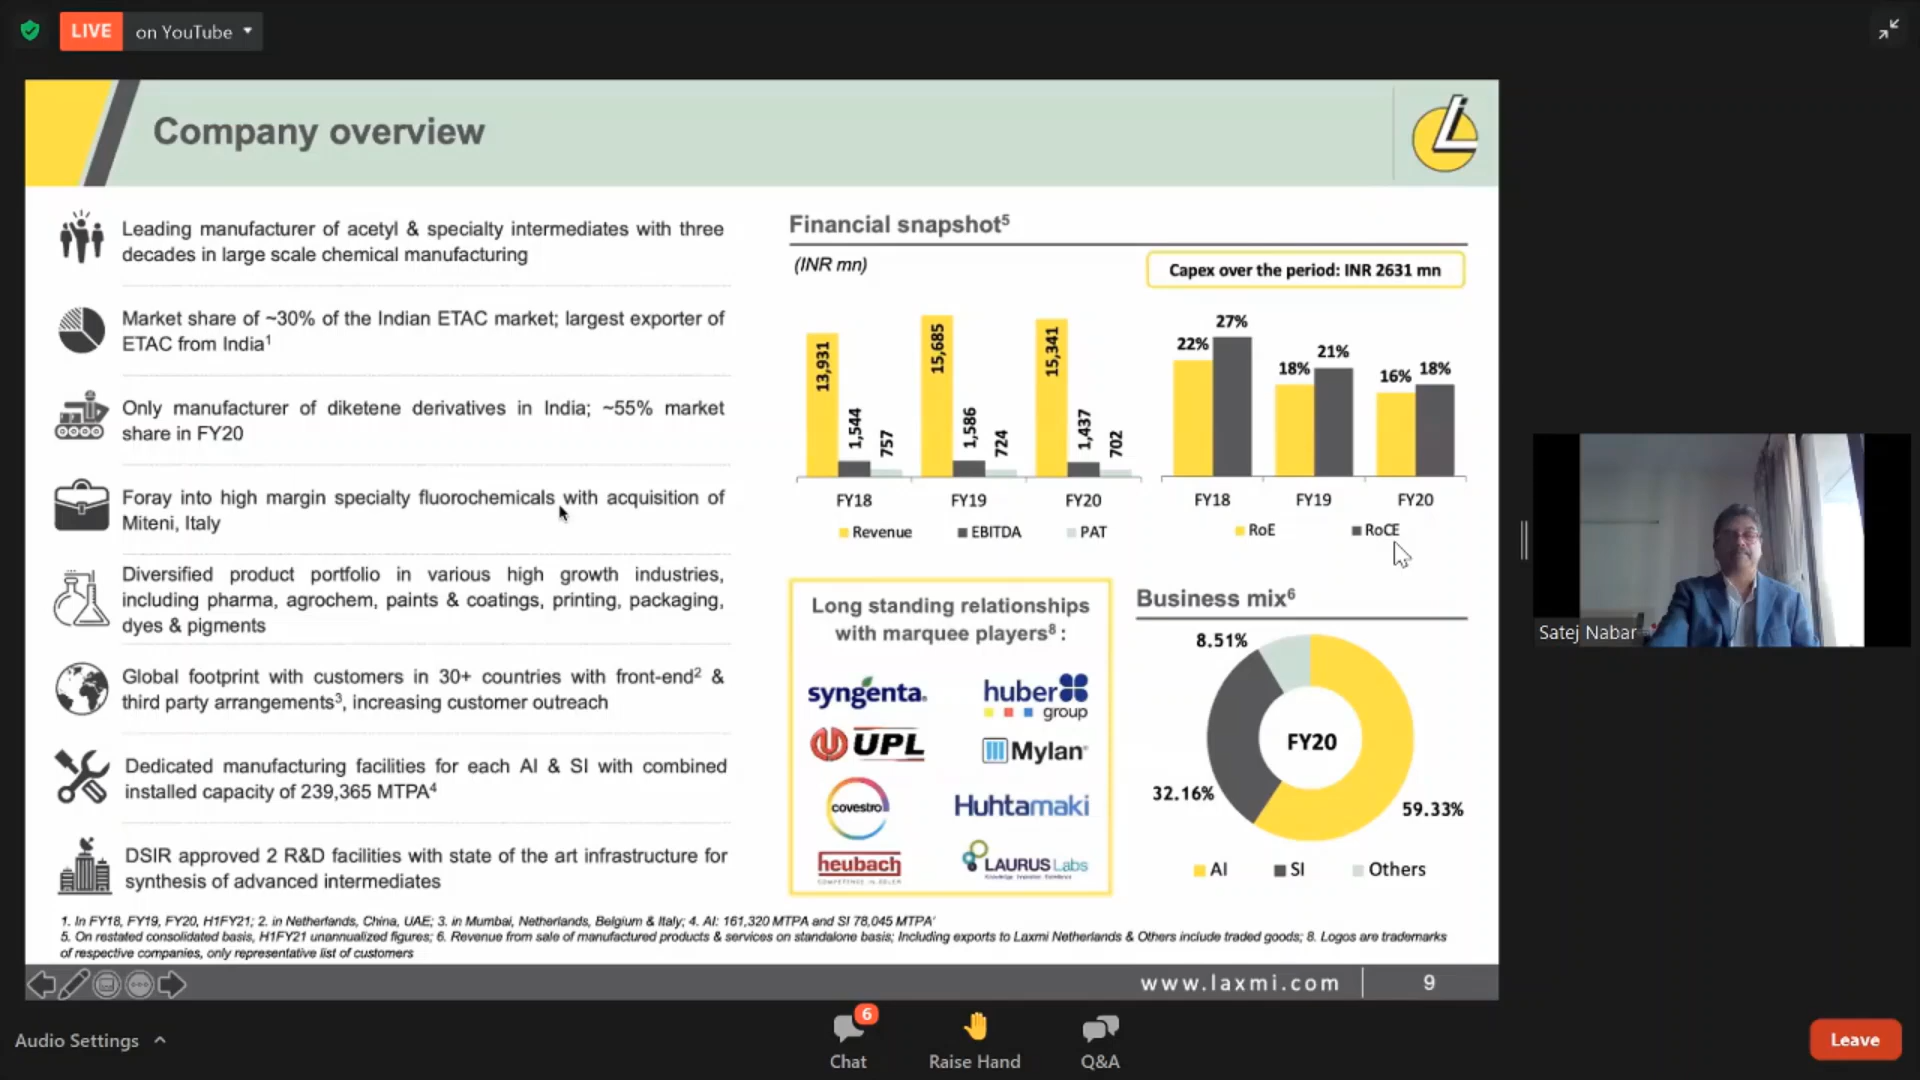 LIVE on YouTube
Company overview
Leading manufacturer of acetyl & specialty intermediates with three
decades in large scale chemical manufacturing
Market share of ~30% of the Indian ETAC market; largest exporter of
ETAC from India1
Only manufacturer of diketene derivatives in India; ~55% market
share in FY20
Foray into high margin specialty fluorochemicals with acquisition of
Miteni, Italy
Diversified product portfolio in various high growth industries,
including pharma, agrochem, paints & coatings, printing, packaging,
dyes & pigments
Global footprint with customers in 30+ countries with front-end2 &
third party arrangements3, increasing customer outreach
Dedicated manufacturing facilities for each AI & SI with combined
installed capacity of 239,365 MTPA4
DSIR approved 2 R&D facilities with state of the art infrastructure for
synthesis of advanced intermediates
Financial snapshot5
(INR mn)
Capex over the period: INR 2631 mn
13,931
1,544
757
15,685
1,586
724
15,341
1,437
702
FY18 FY19 FY20
Revenue EBITDA PAT
22% 27%
18% 21%
16% 18%
FY18 FY19 FY20
RoE RoCE
Long standing relationships
with marquee players8 :
syngenta
huber
group
UPL
Mylan
covestro
Huhtamaki
heubach
LAURUS Labs
Business mix6
8.51%
FY20
32.16%
59.33%
AI SI Others
1. In FY18, FY19, FY20, H1FY21; 2. in Netherlands, China, UAE; 3. in Mumbai, Netherlands, Belgium & Italy; 4. AI: 161,320 MTPA and SI 78,045 MTPA'
5. On restated consolidated basis, H1FY21 unannualized figures; 6. Revenue from sale of manufactured products & services on standalone basis; Including exports to Laxmi Netherlands & Others include traded goods; 8. Logos are trademarks
of respective companies, only representative list of customers
www.laxmi.com 9
Satej Nabar
Audio Settings
6
Chat
Raise Hand
Q&A
Leave